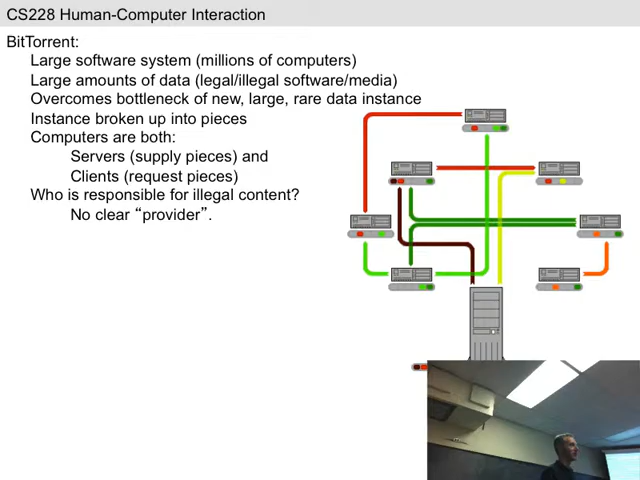 CS228 Human-Computer Interaction
BitTorrent:
Large software system (millions of computers)
Large amounts of data (legal/illegal software/media)
Overcomes bottleneck of new, large, rare data instance
Instance broken up into pieces
Computers are both:
Servers (supply pieces) and
Clients (request pieces)
Who is responsible for illegal content?
No clear “provider”.